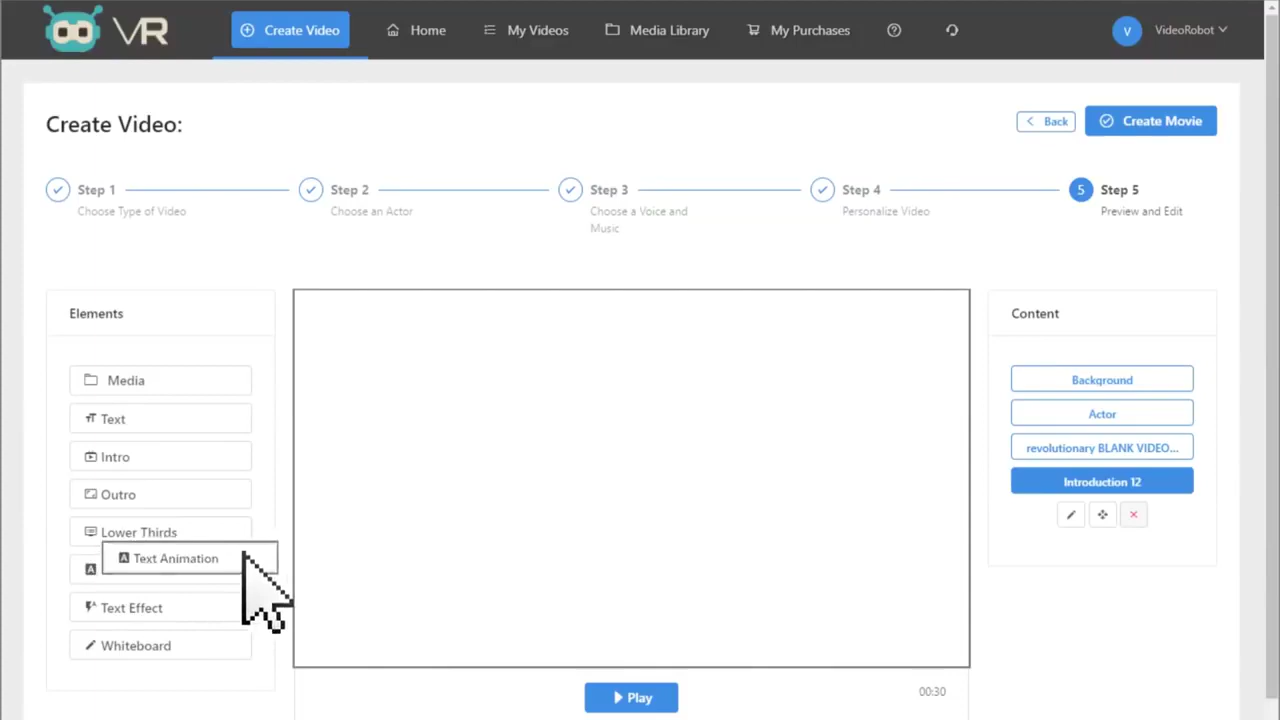 VR
Create Video
Home
My Videos
Media Library
My Purchases
V
VideoRobot
Create Video:
Back
Create Movie
Step 1
Choose Type of Video
Step 2
Choose an Actor
Step 3
Choose a Voice and
Music
Step 4
Personalize Video
5
Step 5
Preview and Edit
Elements
Media
Text
Intro
Outro
Lower Thirds
A
A Text Animation
Text Effect
Whiteboard
Play
00:30
Content
Background
Actor
revolutionary BLANK VIDEO...
Introduction 12